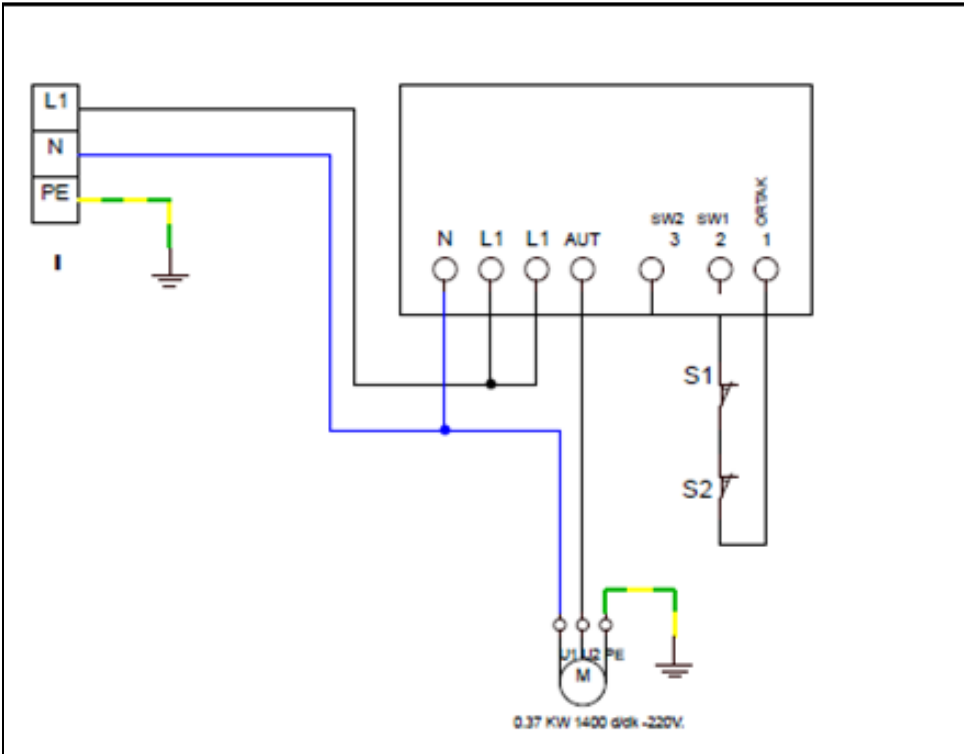 L1
N
PE
I
N L1 L1 AUT
SW2
3
SW1
2
ORTAK
1
S1
S2
U1 U2 PE
M
0.37 KW 1400 d/dk -220V.